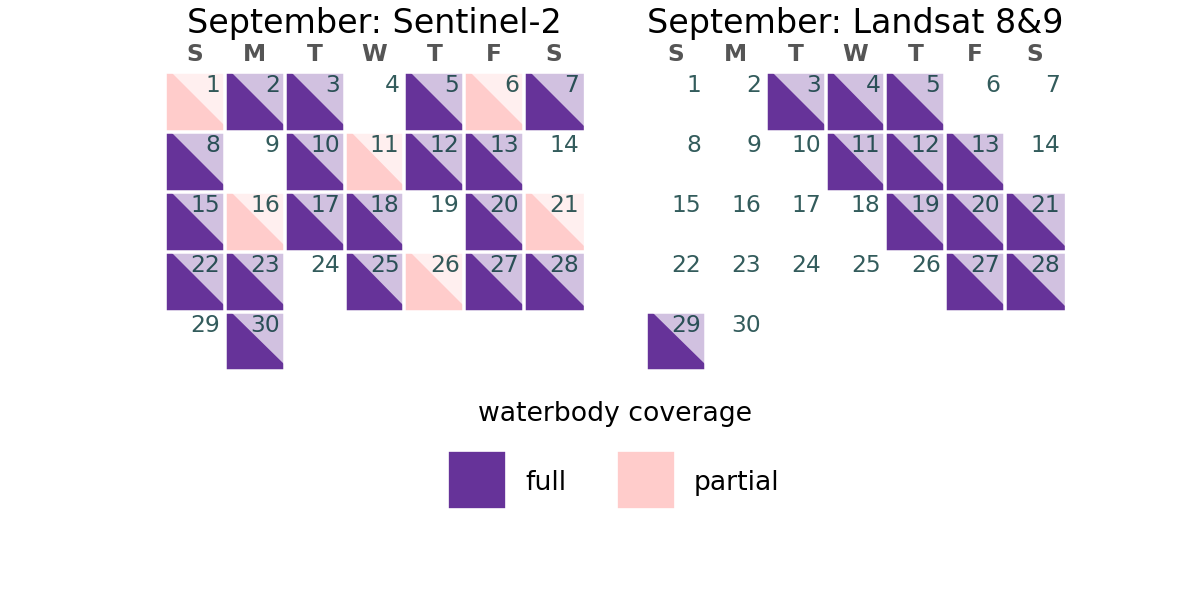 September: Sentinel-2
S M T W T F S
1 2 3 4 5 6 7
8 9 10 11 12 13 14
15 16 17 18 19 20 21
22 23 24 25 26 27 28
29 30
September: Landsat 8&9
S M T W T F S
1 2 3 4 5 6 7
8 9 10 11 12 13 14
15 16 17 18 19 20 21
22 23 24 25 26 27 28
29 30
waterbody coverage
full
partial